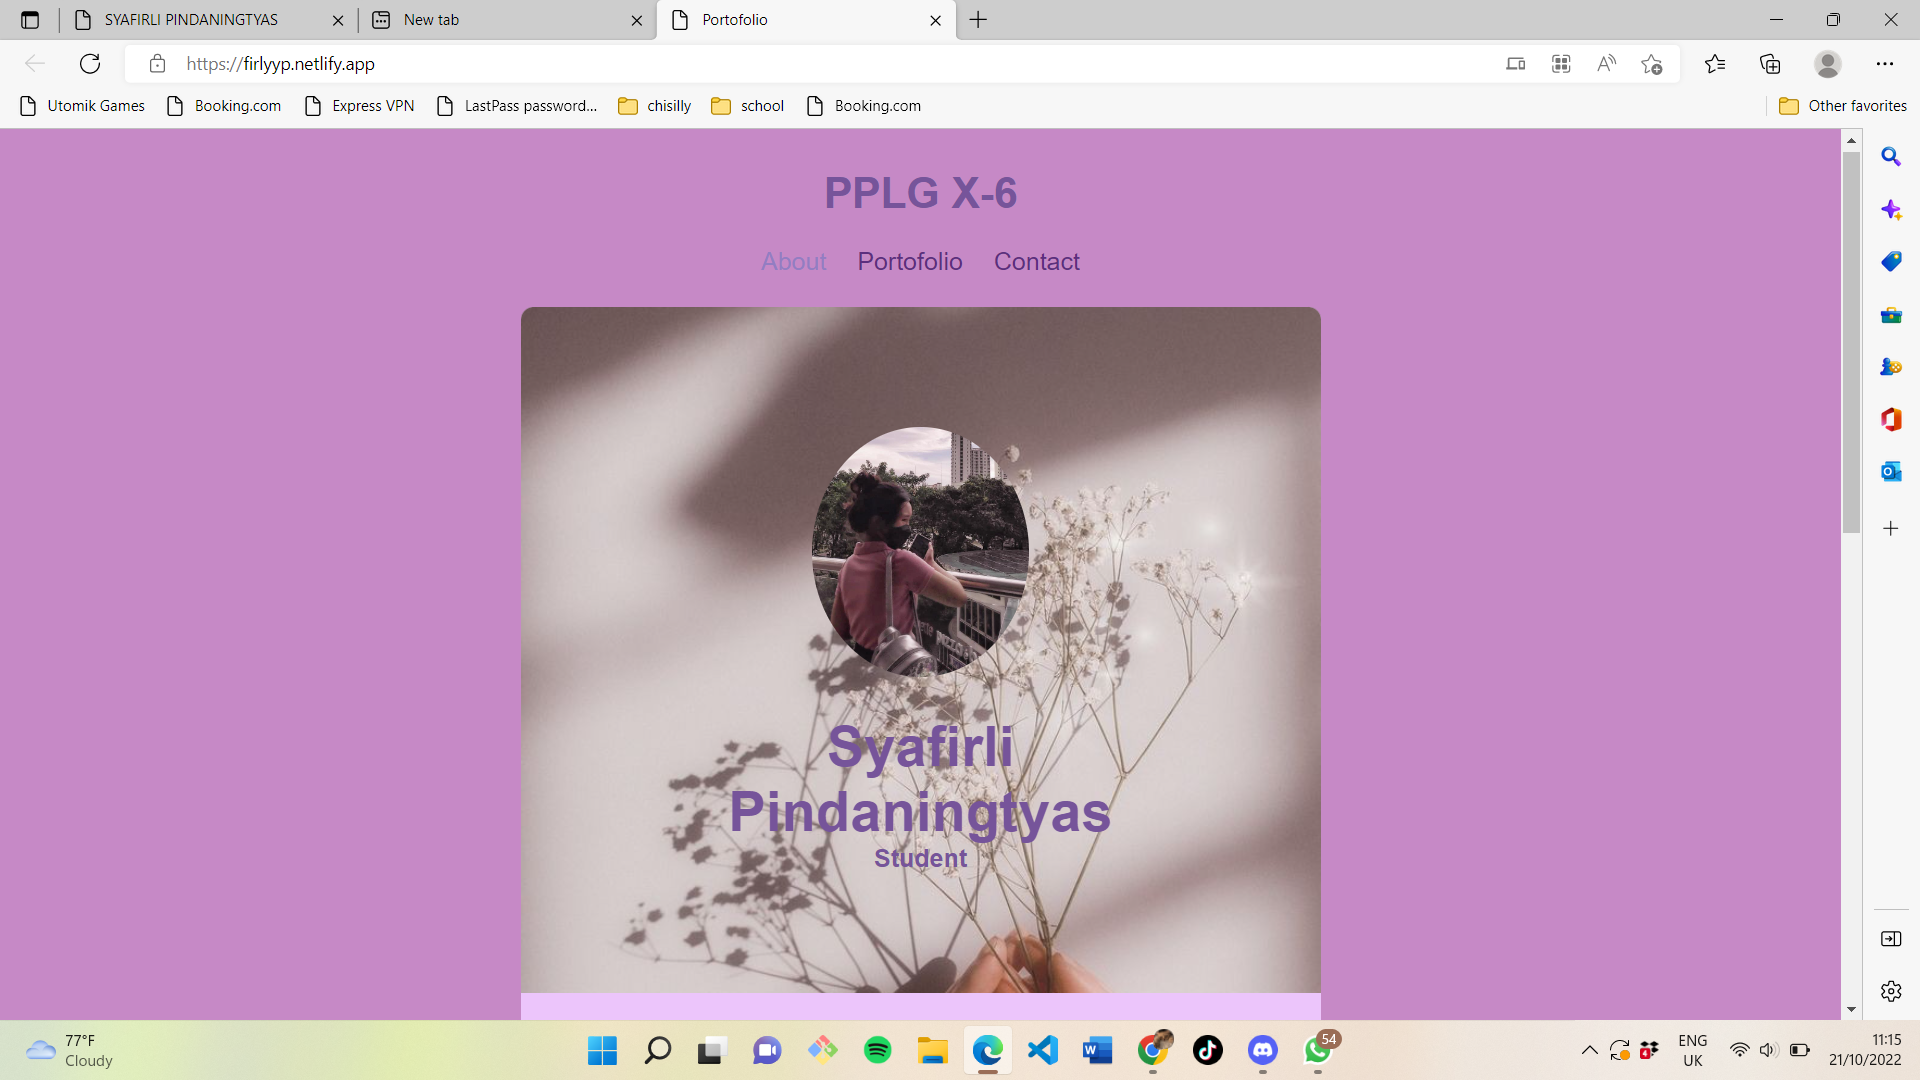 SYAFIRLI PINDANINGTYAS
New tab
Portofolio
https://firlyyp.netlify.app
Utomik Games
Booking.com
Express VPN
LastPass password...
chisilly
school
Booking.com
Other favorites
PPLG X-6
About Portofolio Contact
Syafirli
Pindaningtyas
Student
77°F
Cloudy
54
4
ENG
UK
11:15
21/10/2022